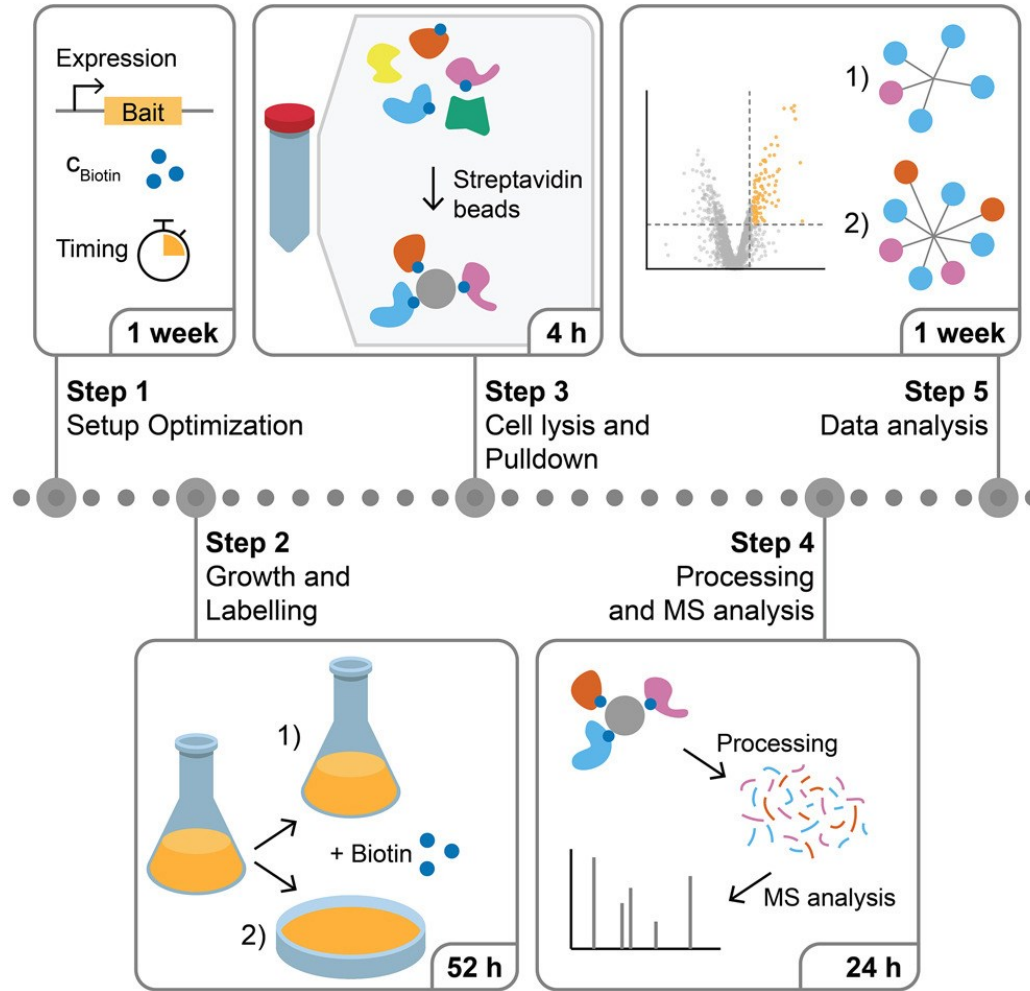 Expression
Bait
C Biotin
Timing
1 week
Step 1
Setup Optimization
Streptavidin
beads
4 h
Step 3
Cell lysis and
Pulldown
1)
2)
1 week
Step 5
Data analysis
Step 2
Growth and
Labelling
1)
+ Biotin
2)
52 h
Step 4
Processing
and MS analysis
Processing
MS analysis
24 h